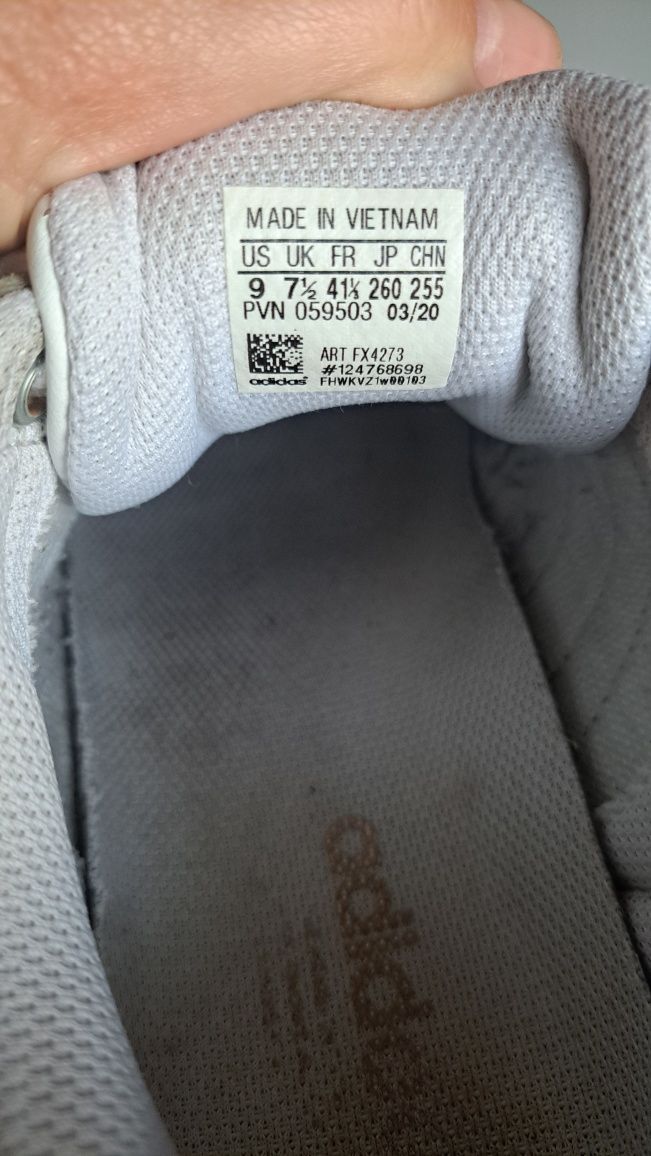 MADE IN VIETNAM
US UK FR JP CHN
9 7½ 41⅓ 260 255
PVN 059503 03/20
ART FX4273
#124768698
adidas FHWKVZ1w00103
adidas